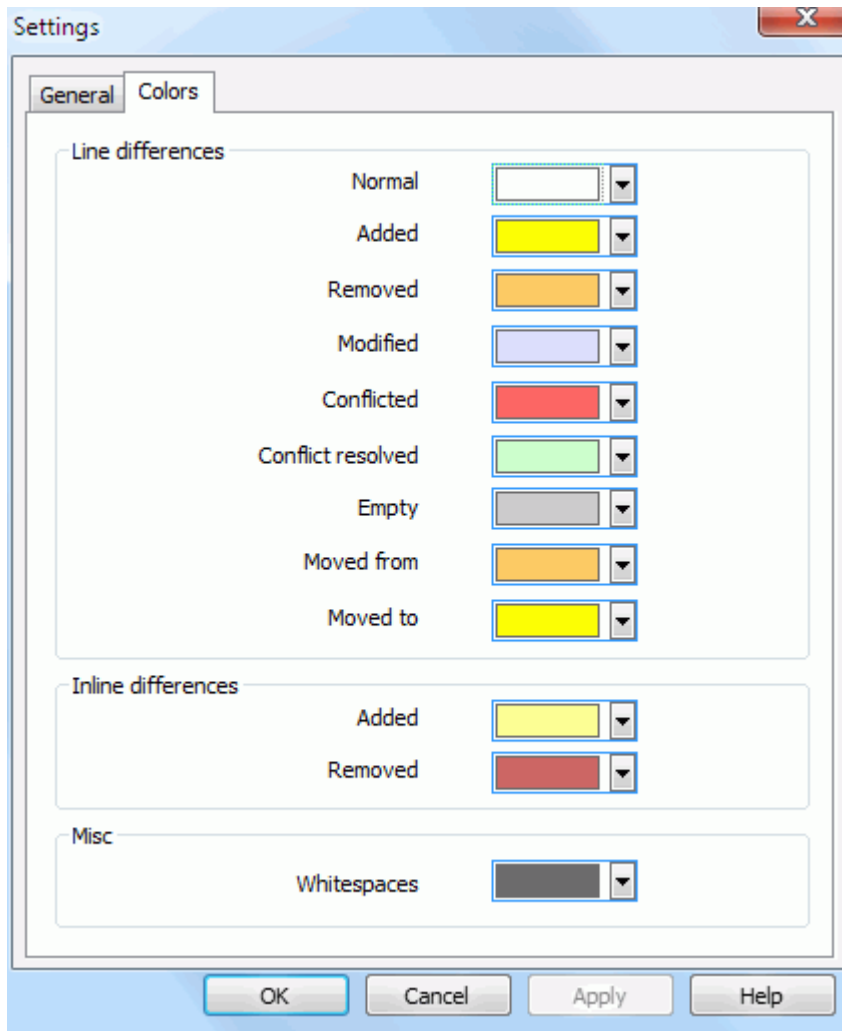 Settings
General
Colors
Line differences
Normal
Added
Removed
Modified
Conflicted
Conflict resolved
Empty
Moved from
Moved to
Inline differences
Added
Removed
Misc
Whitespaces
OK
Cancel
Apply
Help